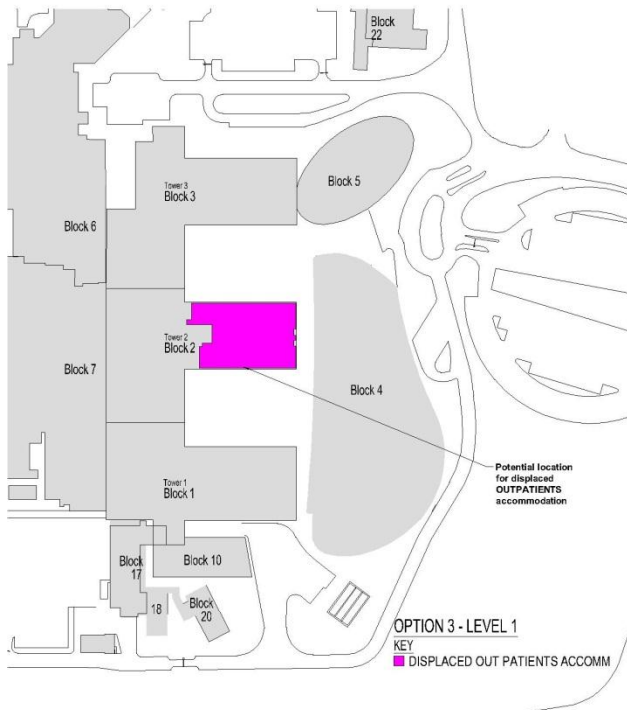 Block
22
Tower 3
Block 3
Block 5
Block 6
Tower 2
Block 2
Block 7
Block 4
Potential location
for displaced
OUTPATIENTS
accommodation
Tower 1
Block 1
Block 10
Block
17
18
Block
20
OPTION 3 - LEVEL 1
KEY
DISPLACED OUT PATIENTS ACCOMM